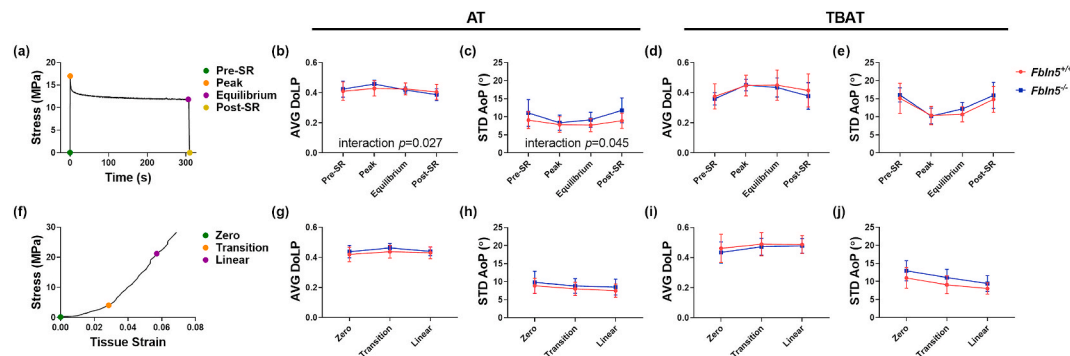 AT
TBAT
(a)
Stress (MPa)
20
15
10
5
0
0
100
200
300
Time (s)
Pre-SR
Peak
Equilibrium
Post-SR
(b)
AVG DoLP
0.6
0.4
0.2
0.0
interaction p=0.027
Pre-SR
Peak
Equilibrium
Post-SR
(c)
STD AoP (°)
25
20
15
10
5
0
interaction p=0.045
Pre-SR
Peak
Equilibrium
Post-SR
(d)
AVG DoLP
0.6
0.4
0.2
0.0
Pre-SR
Peak
Equilibrium
Post-SR
(e)
STD AoP (°)
25
20
15
10
5
0
Pre-SR
Peak
Equilibrium
Post-SR
Fbln5+/+
Fbln5-/-
(f)
Stress (MPa)
30
20
10
0
0.00
0.02
0.04
0.06
0.08
Tissue Strain
Zero
Transition
Linear
(g)
AVG DoLP
0.6
0.4
0.2
0.0
Zero
Transition
Linear
(h)
STD AoP (°)
25
20
15
10
5
0
Zero
Transition
Linear
(i)
AVG DoLP
0.6
0.4
0.2
0.0
Zero
Transition
Linear
(j)
STD AoP (°)
25
20
15
10
5
0
Zero
Transition
Linear